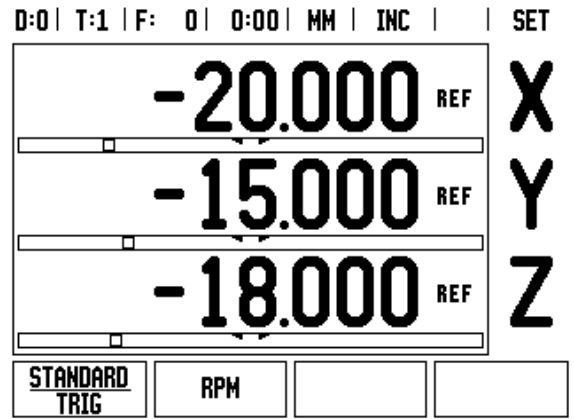 D:0| T:1 |F: 0| 0:00| MM | INC | | SET
-20.000 REF X
-15.000 REF Y
-18.000 REF Z
STANDARD
TRIG
RPM